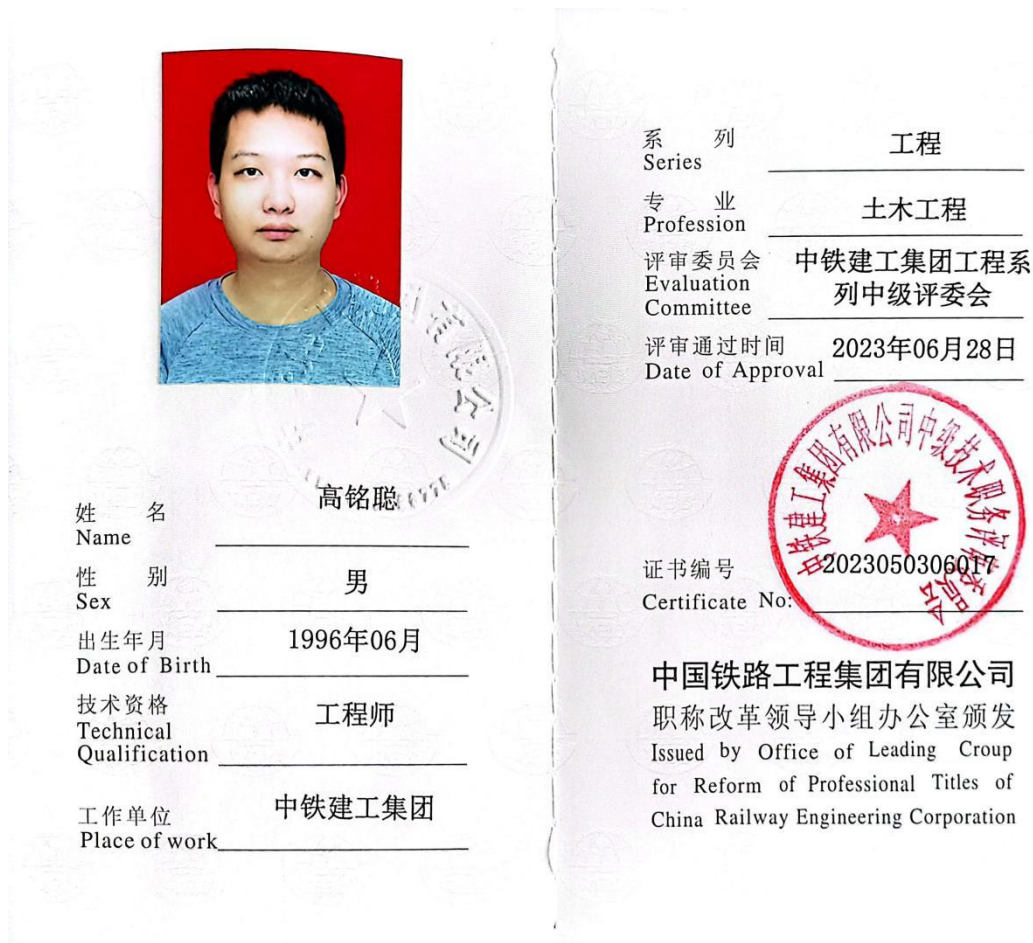 姓 名
Name
高铭聪
性 别
Sex
男
出生年月
Date of Birth
1996年06月
技术资格
Technical
Qualification
工程师
工作单位
Place of work
中铁建工集团
有限公司
系 列
Series
工程
专 业
Profession
土木工程
评审委员会
Evaluation
Committee
中铁建工集团工程系
列中级评委会
评审通过时间
Date of Approval
2023年06月28日
中铁建工集团有限公司中级技术职务评审委员会
证书编号
Certificate No:
2023050306017
中国铁路工程集团有限公司
职称改革领导小组办公室颁发
Issued by Office of Leading Croup
for Reform of Professional Titles of
China Railway Engineering Corporation